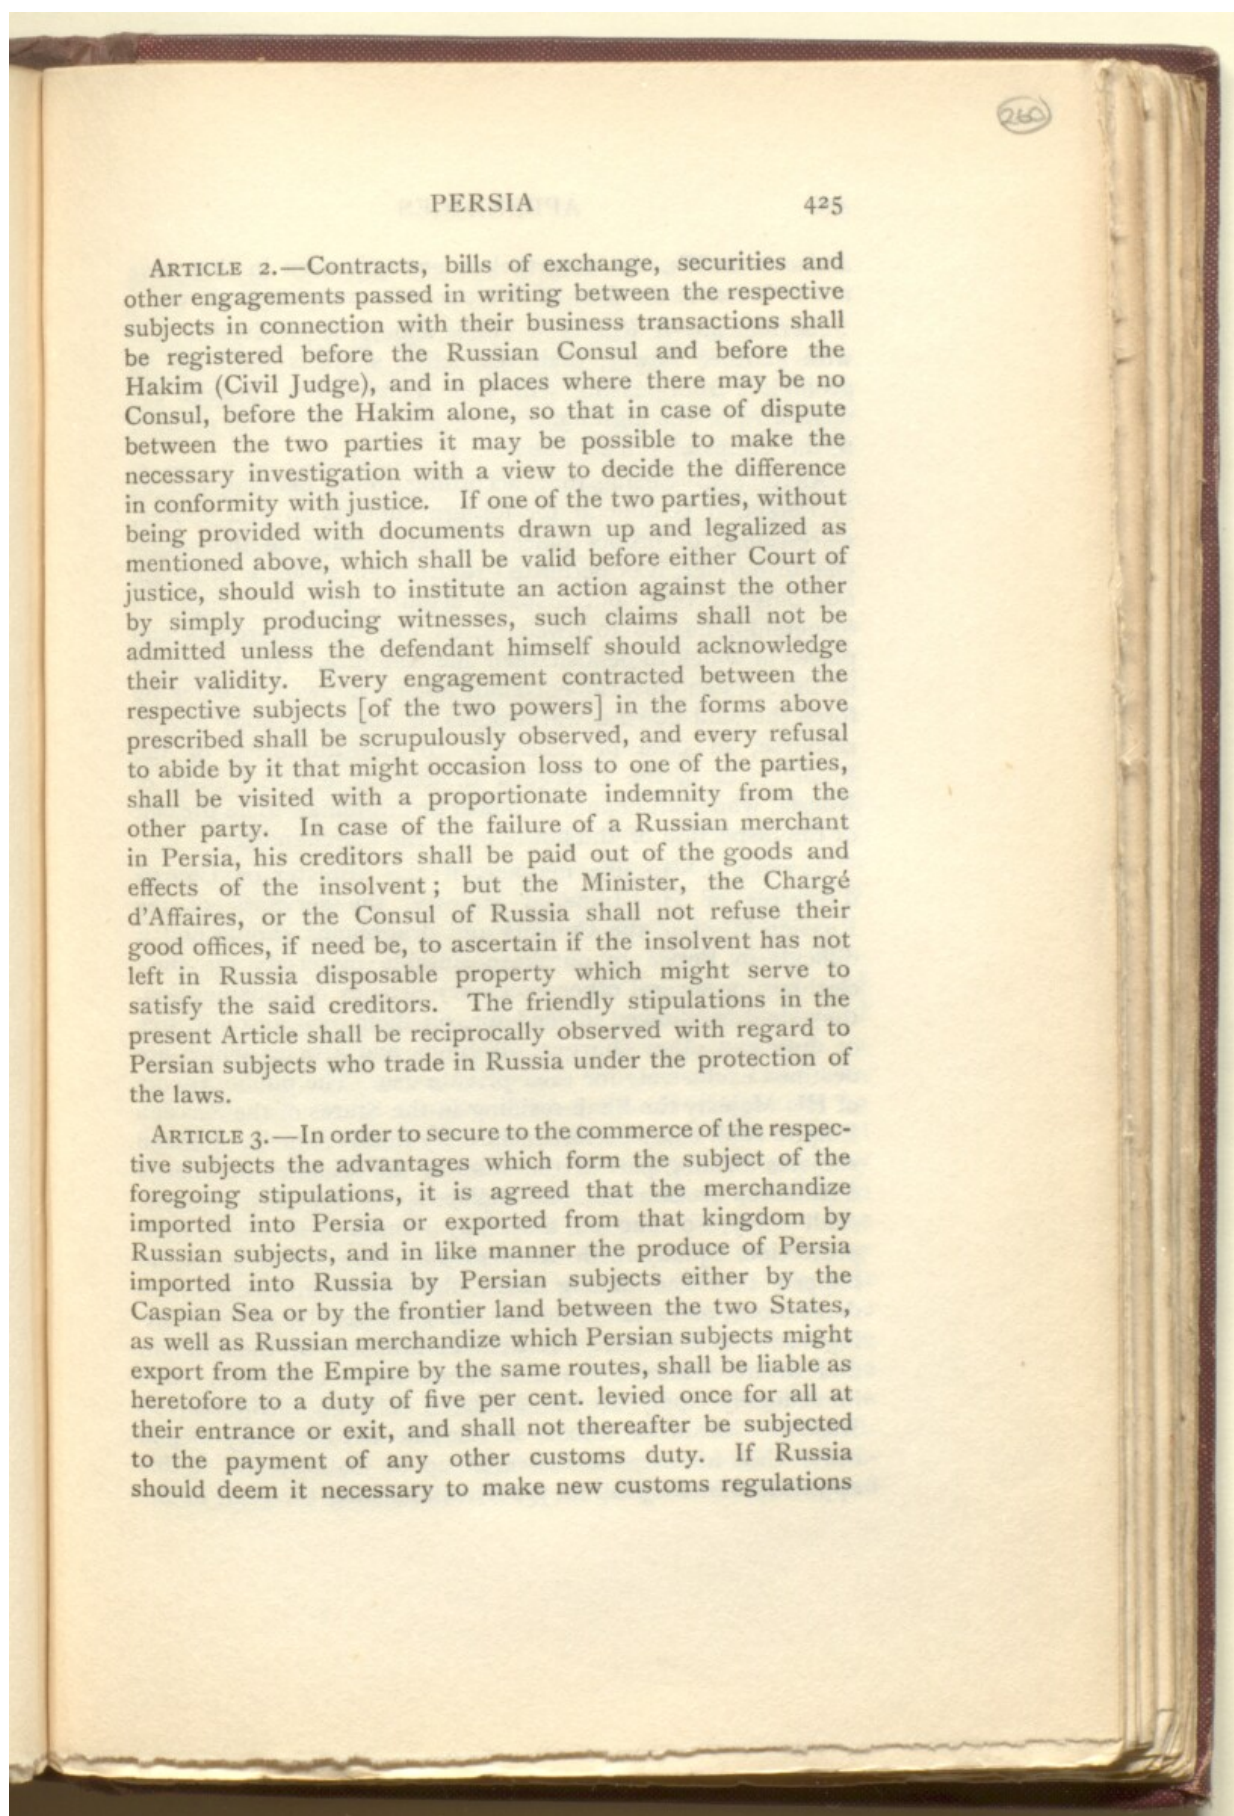 260
PERSIA 425
ARTICLE 2.—Contracts, bills of exchange, securities and
other engagements passed in writing between the respective
subjects in connection with their business transactions shall
be registered before the Russian Consul and before the
Hakim (Civil Judge), and in places where there may be no
Consul, before the Hakim alone, so that in case of dispute
between the two parties it may be possible to make the
necessary investigation with a view to decide the difference
in conformity with justice. If one of the two parties, without
being provided with documents drawn up and legalized as
mentioned above, which shall be valid before either Court of
justice, should wish to institute an action against the other
by simply producing witnesses, such claims shall not be
admitted unless the defendant himself should acknowledge
their validity. Every engagement contracted between the
respective subjects [of the two powers] in the forms above
prescribed shall be scrupulously observed, and every refusal
to abide by it that might occasion loss to one of the parties,
shall be visited with a proportionate indemnity from the
other party. In case of the failure of a Russian merchant
in Persia, his creditors shall be paid out of the goods and
effects of the insolvent; but the Minister, the Chargé
d'Affaires, or the Consul of Russia shall not refuse their
good offices, if need be, to ascertain if the insolvent has not
left in Russia disposable property which might serve to
satisfy the said creditors. The friendly stipulations in the
present Article shall be reciprocally observed with regard to
Persian subjects who trade in Russia under the protection of
the laws.
ARTICLE 3.—In order to secure to the commerce of the respec-
tive subjects the advantages which form the subject of the
foregoing stipulations, it is agreed that the merchandize
imported into Persia or exported from that kingdom by
Russian subjects, and in like manner the produce of Persia
imported into Russia by Persian subjects either by the
Caspian Sea or by the frontier land between the two States,
as well as Russian merchandize which Persian subjects might
export from the Empire by the same routes, shall be liable as
heretofore to a duty of five per cent. levied once for all at
their entrance or exit, and shall not thereafter be subjected
to the payment of any other customs duty. If Russia
should deem it necessary to make new customs regulations